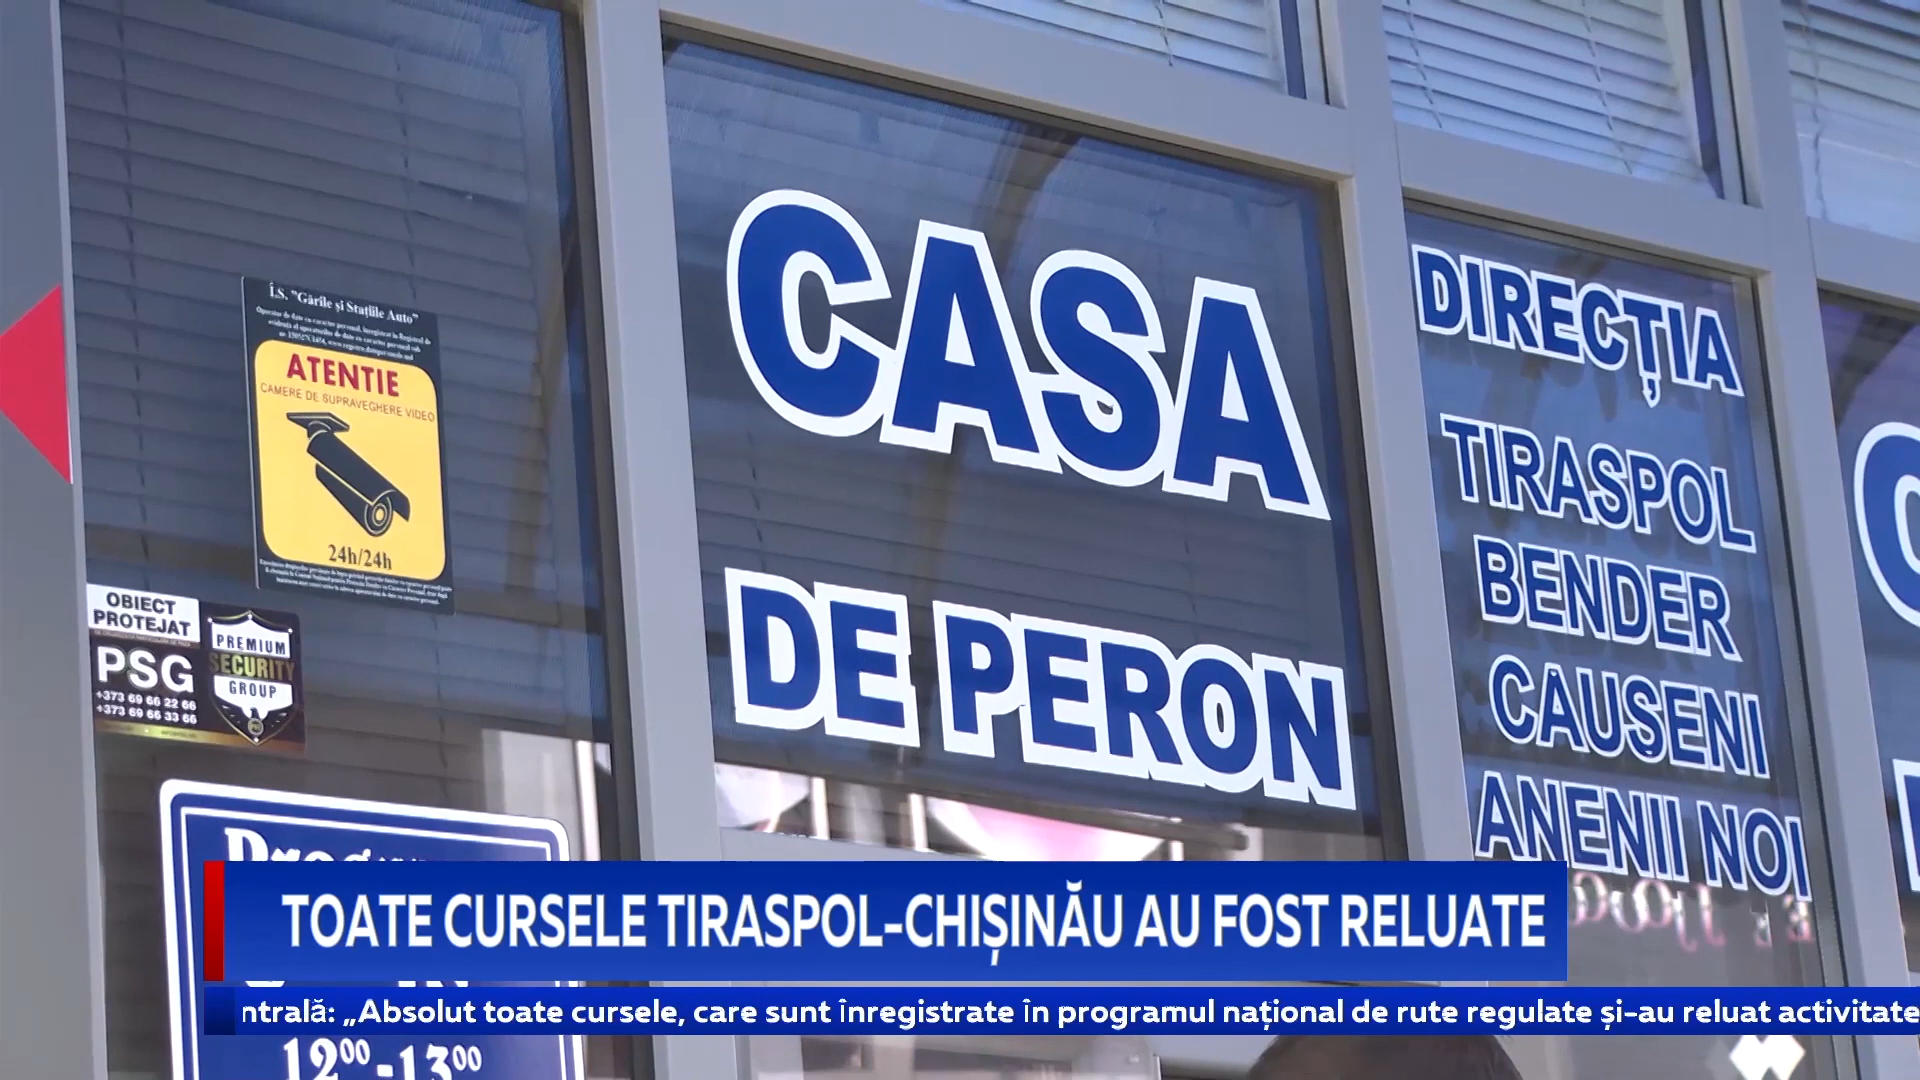 Î.S. "Gările și Stațiile Auto"
ATENTIE
CAMERE DE SUPRAVEGHERE VIDEO
24h/24h
OBIECT
PROTEJAT
PSG
+373 69 66 22 66
+373 69 66 33 66
PREMIUM
SECURITY
GROUP
CASA
DE PERON
DIRECȚIA
TIRASPOL
BENDER
CAUSENI
ANENII NOI
TOATE CURSELE TIRASPOL-CHIȘINĂU AU FOST RELUATE
ntrală: „Absolut toate cursele, care sunt înregistrate în programul național de rute regulate și-au reluat activitate
12⁰⁰-13⁰⁰